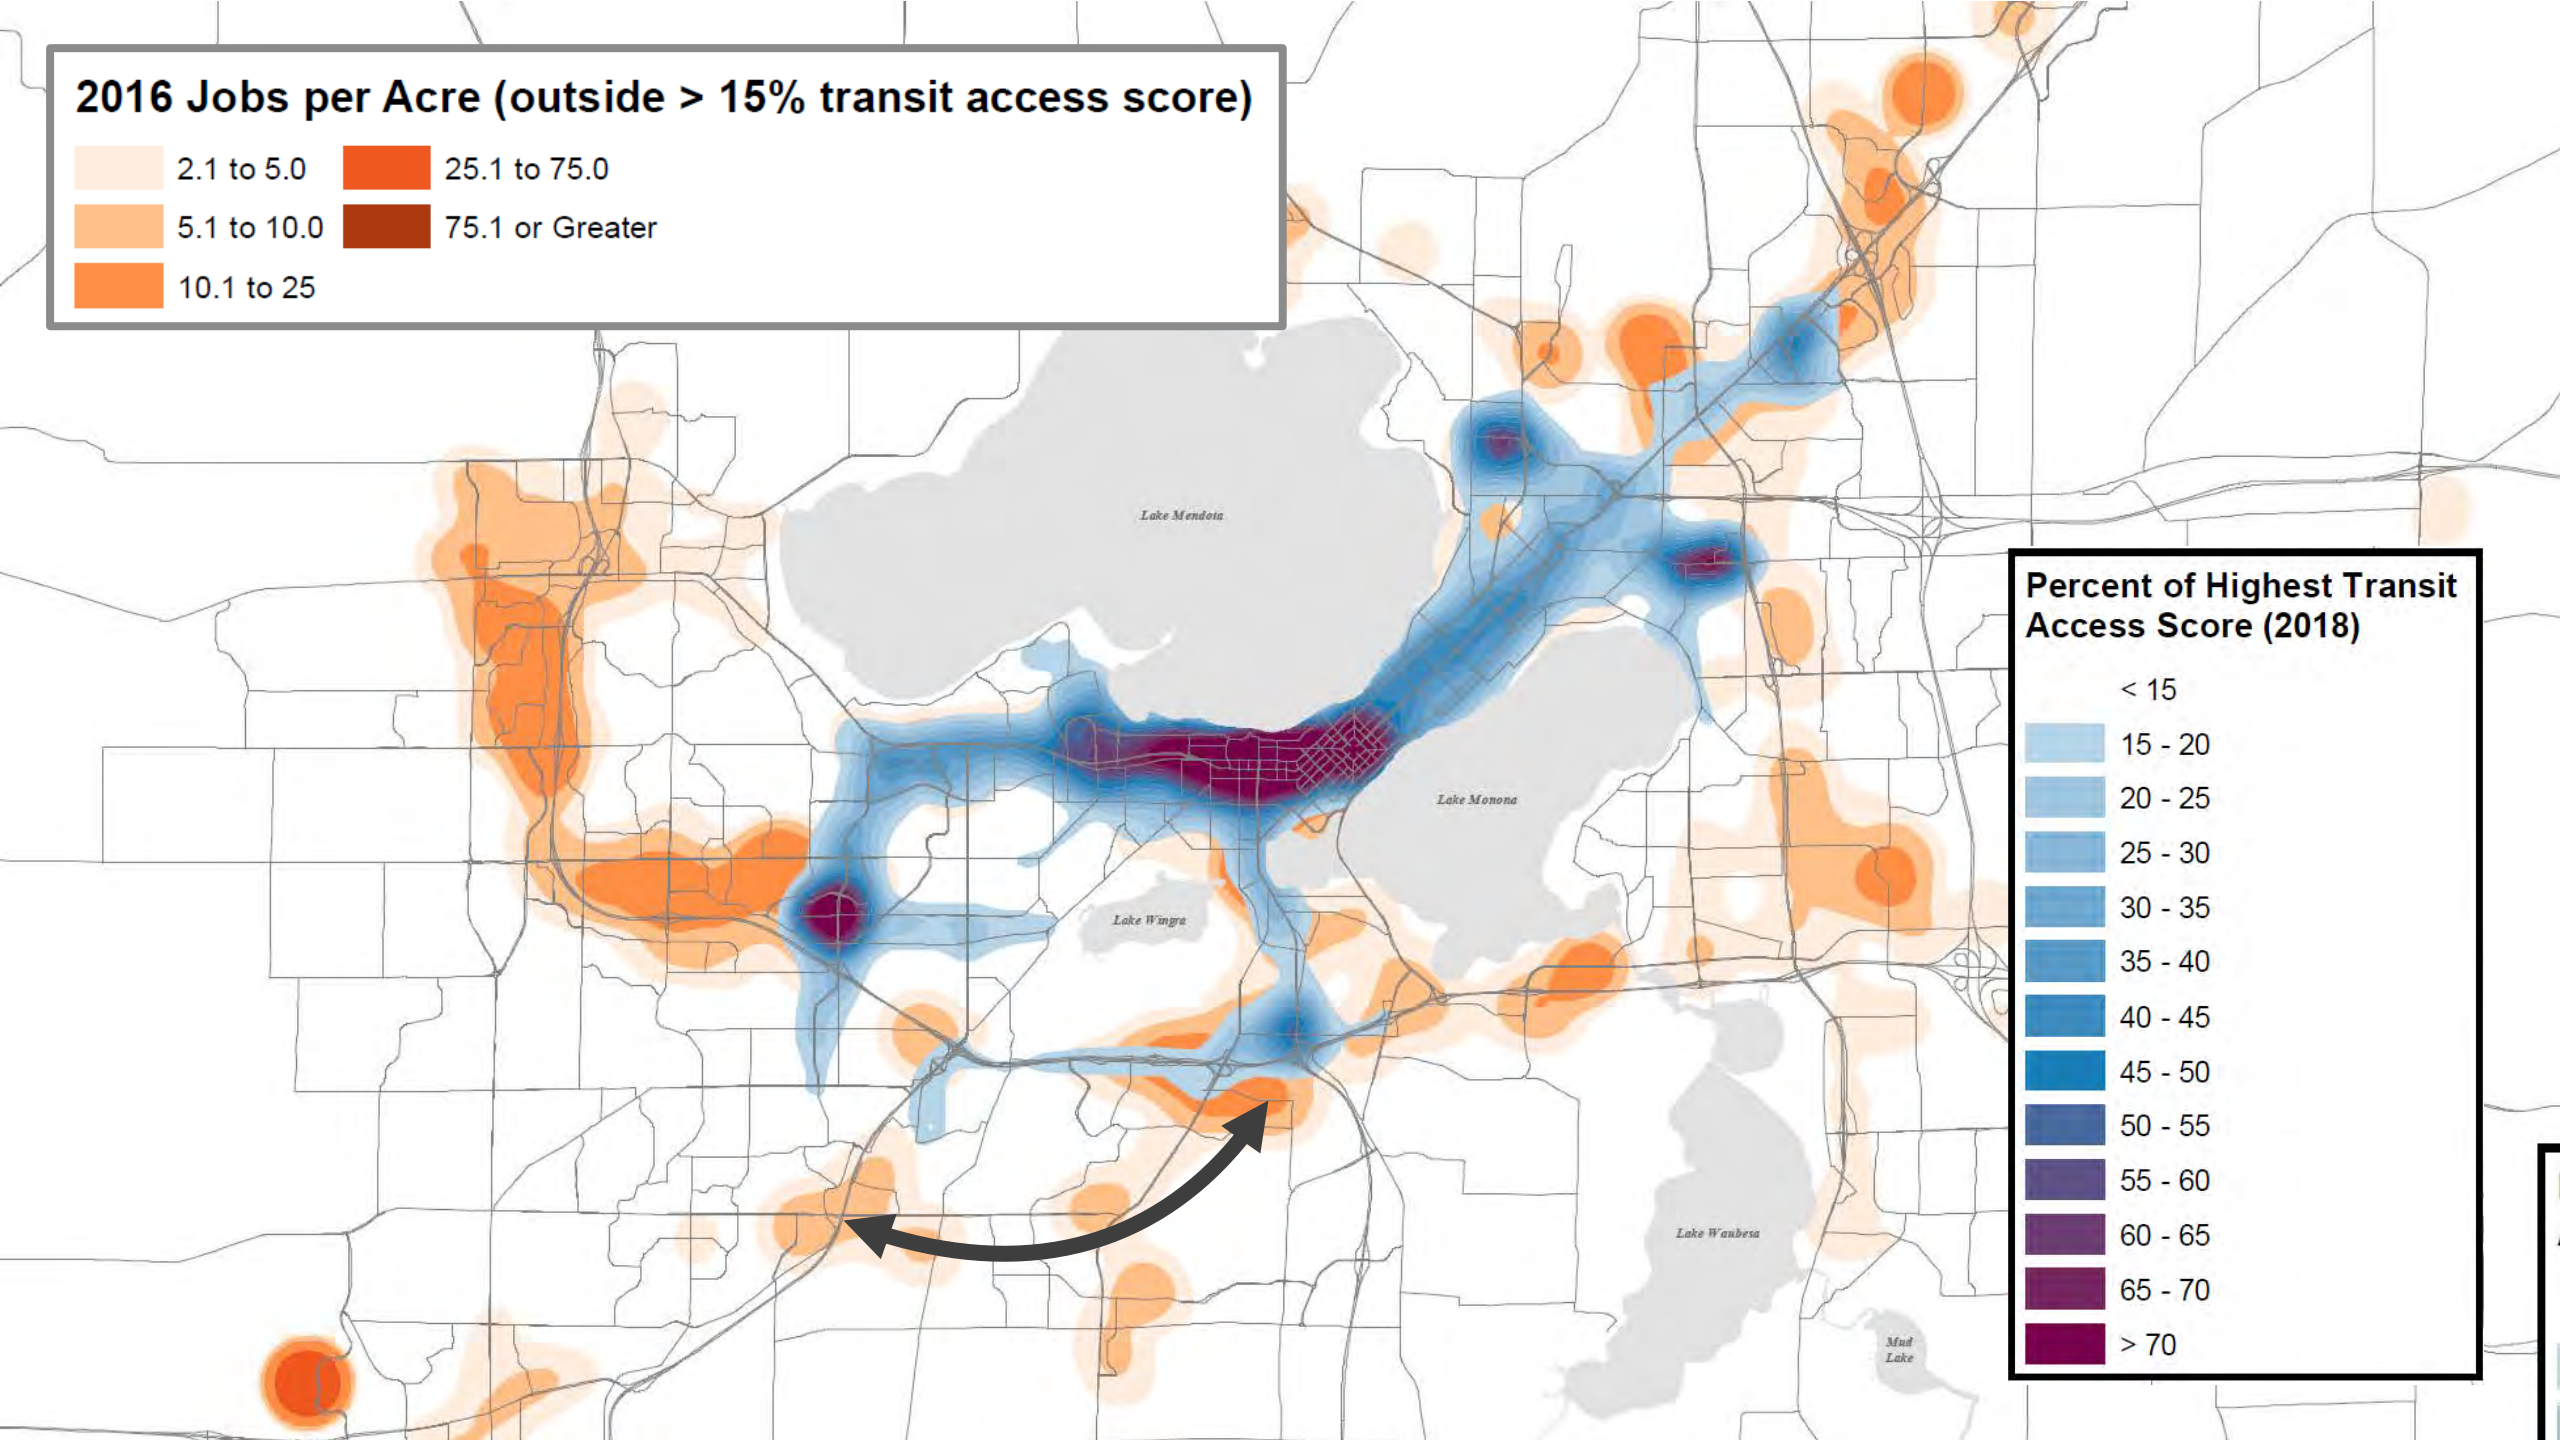 2016 Jobs per Acre (outside > 15% transit access score)
2.1 to 5.0
25.1 to 75.0
5.1 to 10.0
75.1 or Greater
10.1 to 25
Lake Mendota
Lake Monona
Lake Wingra
Lake Waubesa
Mud
Lake
Percent of Highest Transit
Access Score (2018)
< 15
15 - 20
20 - 25
25 - 30
30 - 35
35 - 40
40 - 45
45 - 50
50 - 55
55 - 60
60 - 65
65 - 70
> 70